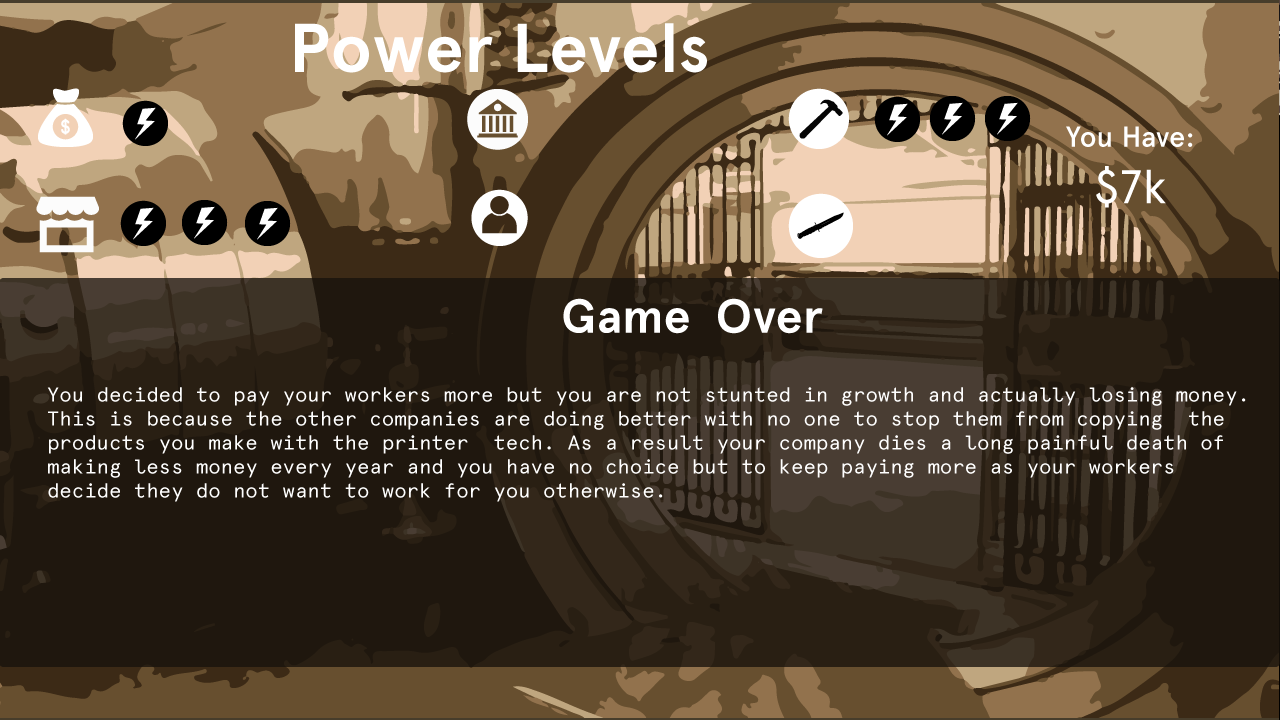 Power Levels
$
You Have:
$7k
Game Over
You decided to pay your workers more but you are not stunted in growth and actually losing money.
This is because the other companies are doing better with no one to stop them from copying the
products you make with the printer tech. As a result your company dies a long painful death of
making less money every year and you have no choice but to keep paying more as your workers
decide they do not want to work for you otherwise.